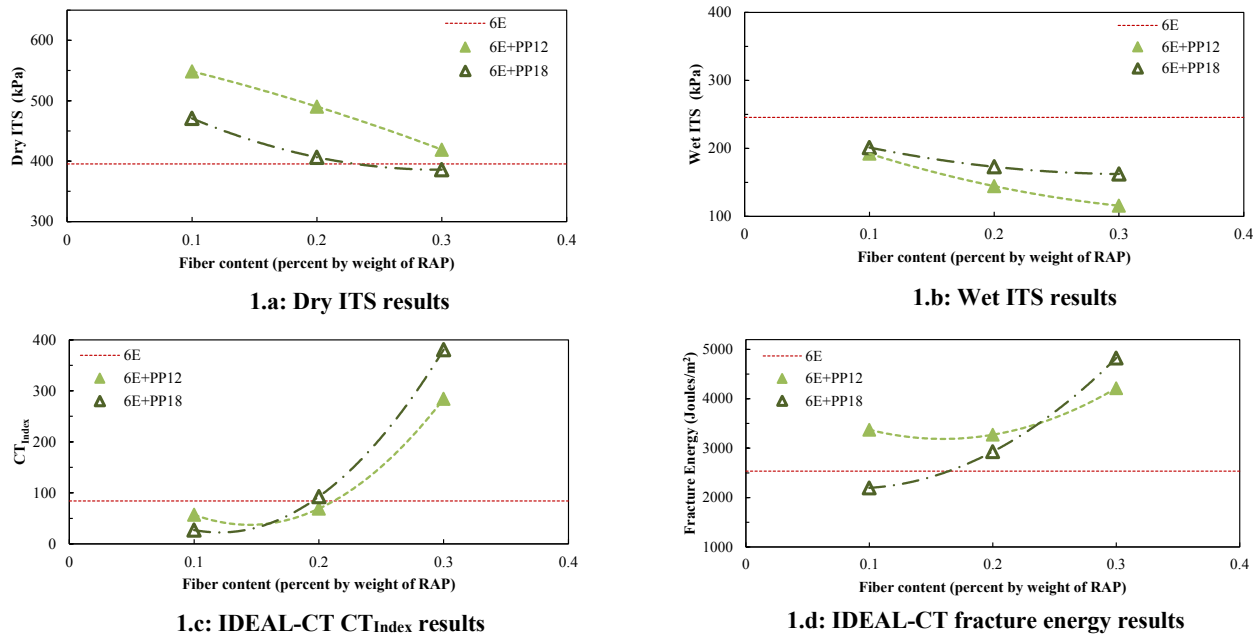 600
500
400
300
Dry ITS (kPa)
0
0.1
0.2
0.3
0.4
Fiber content (percent by weight of RAP)
6E
6E+PP12
6E+PP18
1.a: Dry ITS results
400
300
200
100
Wet ITS (kPa)
0
0.1
0.2
0.3
0.4
Fiber content (percent by weight of RAP)
6E
6E+PP12
6E+PP18
1.b: Wet ITS results
400
300
200
100
0
CT_Index
0
0.1
0.2
0.3
0.4
Fiber content (percent by weight of RAP)
6E
6E+PP12
6E+PP18
1.c: IDEAL-CT CT_Index results
5000
4000
3000
2000
1000
Fracture Energy (Joules/m²)
0
0.1
0.2
0.3
0.4
Fiber content (percent by weight of RAP)
6E
6E+PP12
6E+PP18
1.d: IDEAL-CT fracture energy results